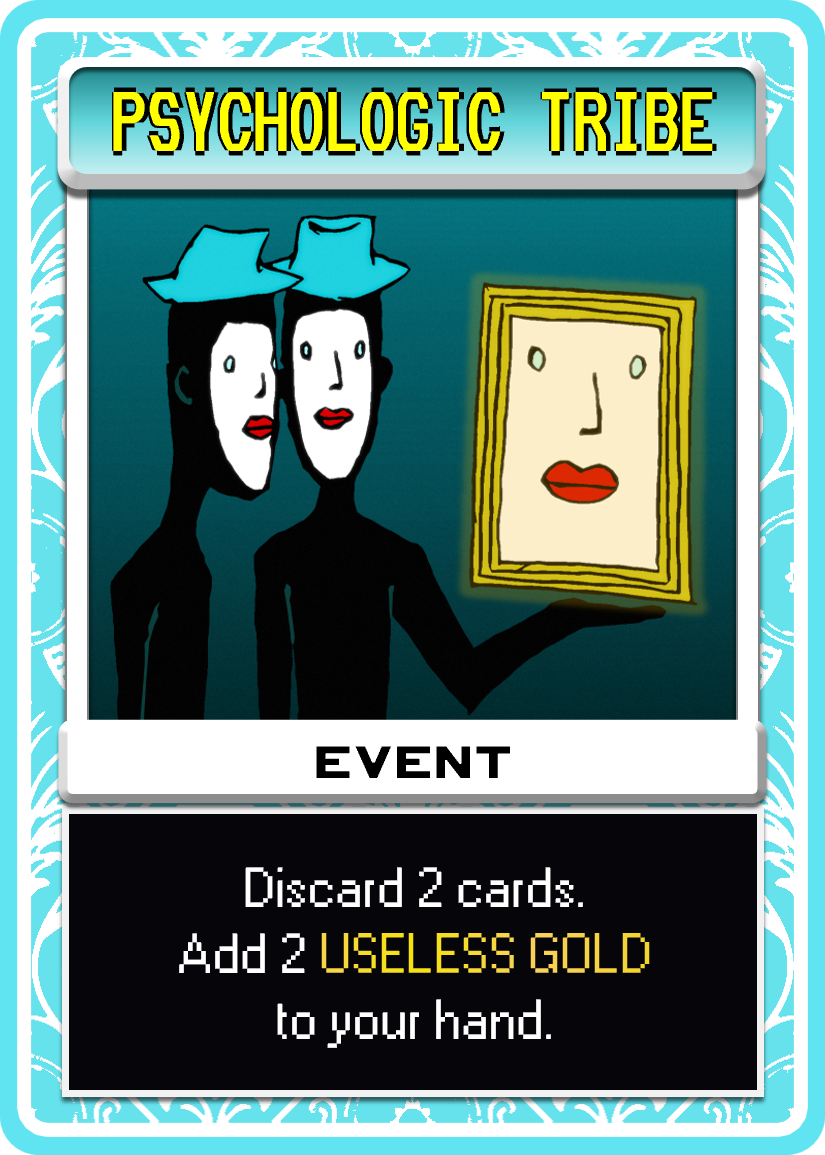 PSYCHOLOGIC TRIBE
EVENT
Discard 2 cards.
Add 2 USELESS GOLD
to your hand.